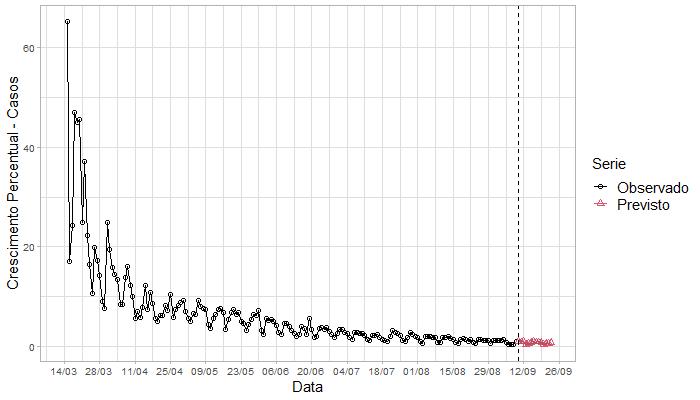 Crescimento Percentual - Casos
60
40
20
0
14/03 28/03 11/04 25/04 09/05 23/05 06/06 20/06 04/07 18/07 01/08 15/08 29/08 12/09 26/09
Data
Serie
Observado
Previsto